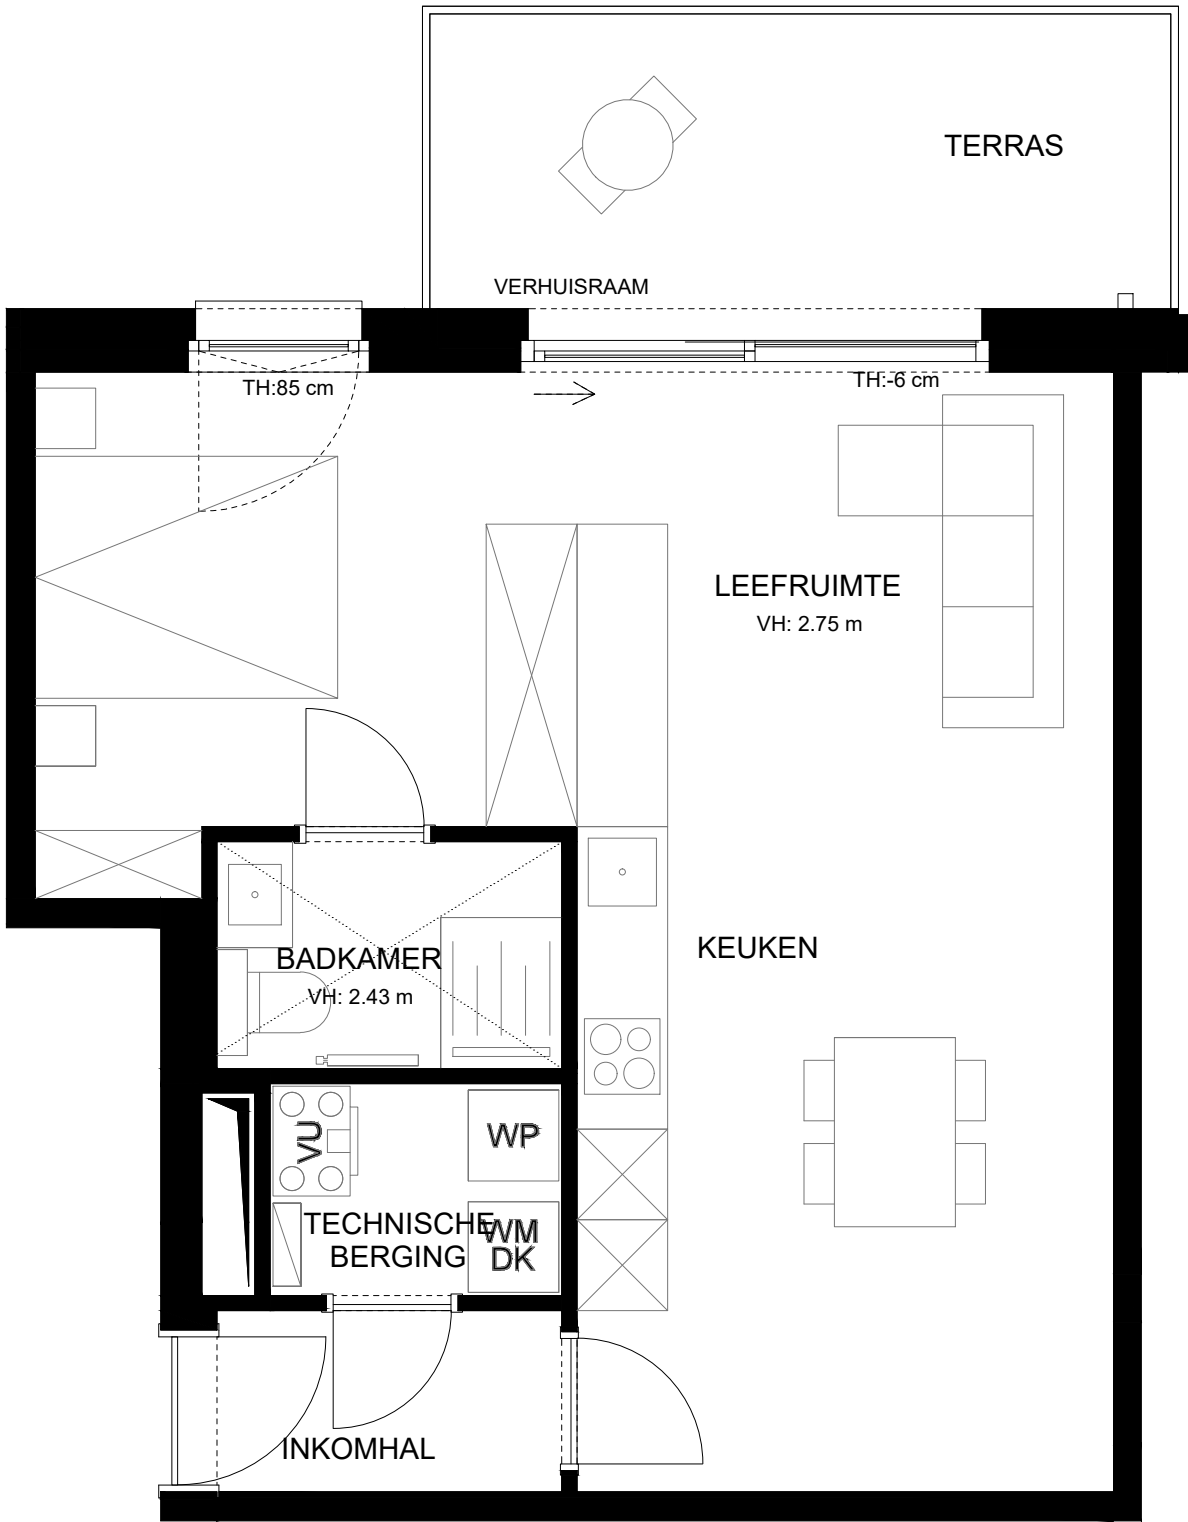 TERRAS
VERHUISRAAM
TH:85 cm
TH:-6 cm
LEEFRUIMTE
VH: 2.75 m
KEUKEN
BADKAMER
VH: 2.43 m
VU
WP
TECHNISCHE
BERGING
WM
DK
INKOMHAL